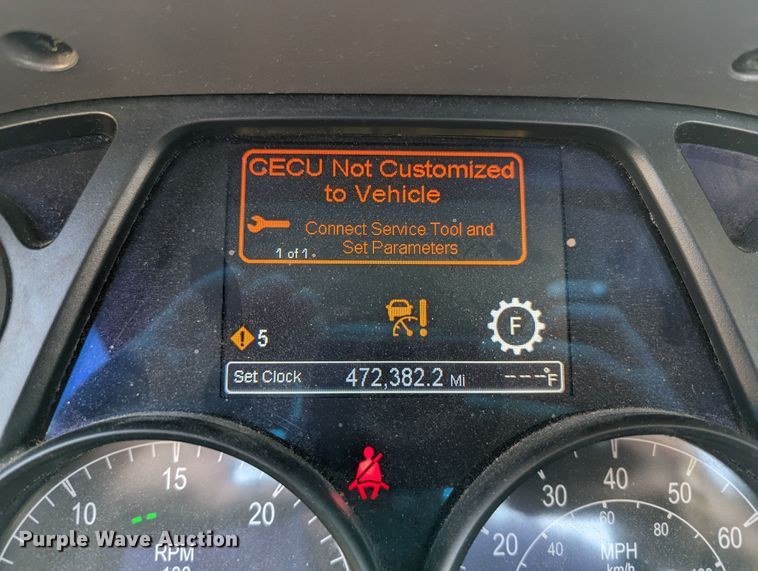 CECU Not Customized
to Vehicle
Connect Service Tool and
Set Parameters
1 of 1
5
F
Set Clock 472,382.2 Mi ---°F
10 15 20
RPM
20 30 40 50 60
40 60 80
MPH
km/h
Purple Wave Auction